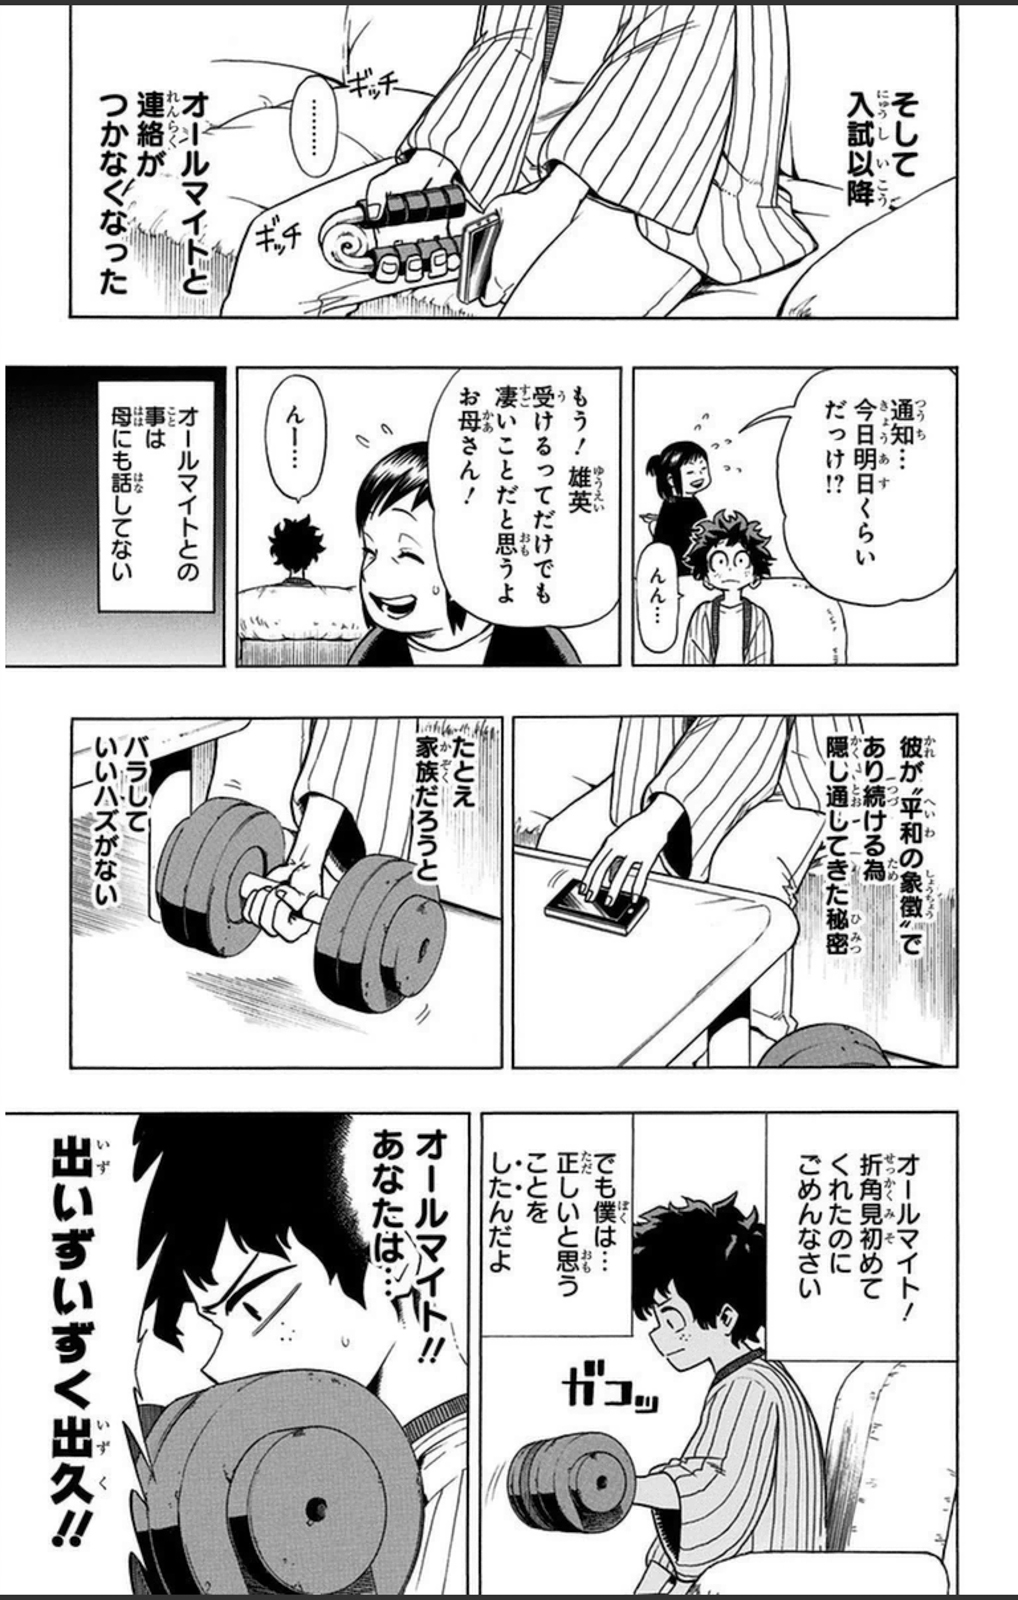 そして
入試以降
ギッチ
………
ギッチ
オールマイトと
連絡が
つかなくなった
通知…
今日明日くらい
だっけ!?
んん…
もう！雄英
受けるってだけでも
凄いことだと思うよ
お母さん！
んー…
オールマイトとの
事は
母にも話してない
彼が〝平和の象徴〟で
あり続ける為
隠し通してきた秘密
たとえ
家族だろうと
バラして
いいハズがない
オールマイト！
折角見初めて
くれたのに
ごめんなさい
でも僕は…
正しいと思う
ことを
したんだよ
ガコッ
オールマイト!!
あなたは…
出いずいずく出久!!